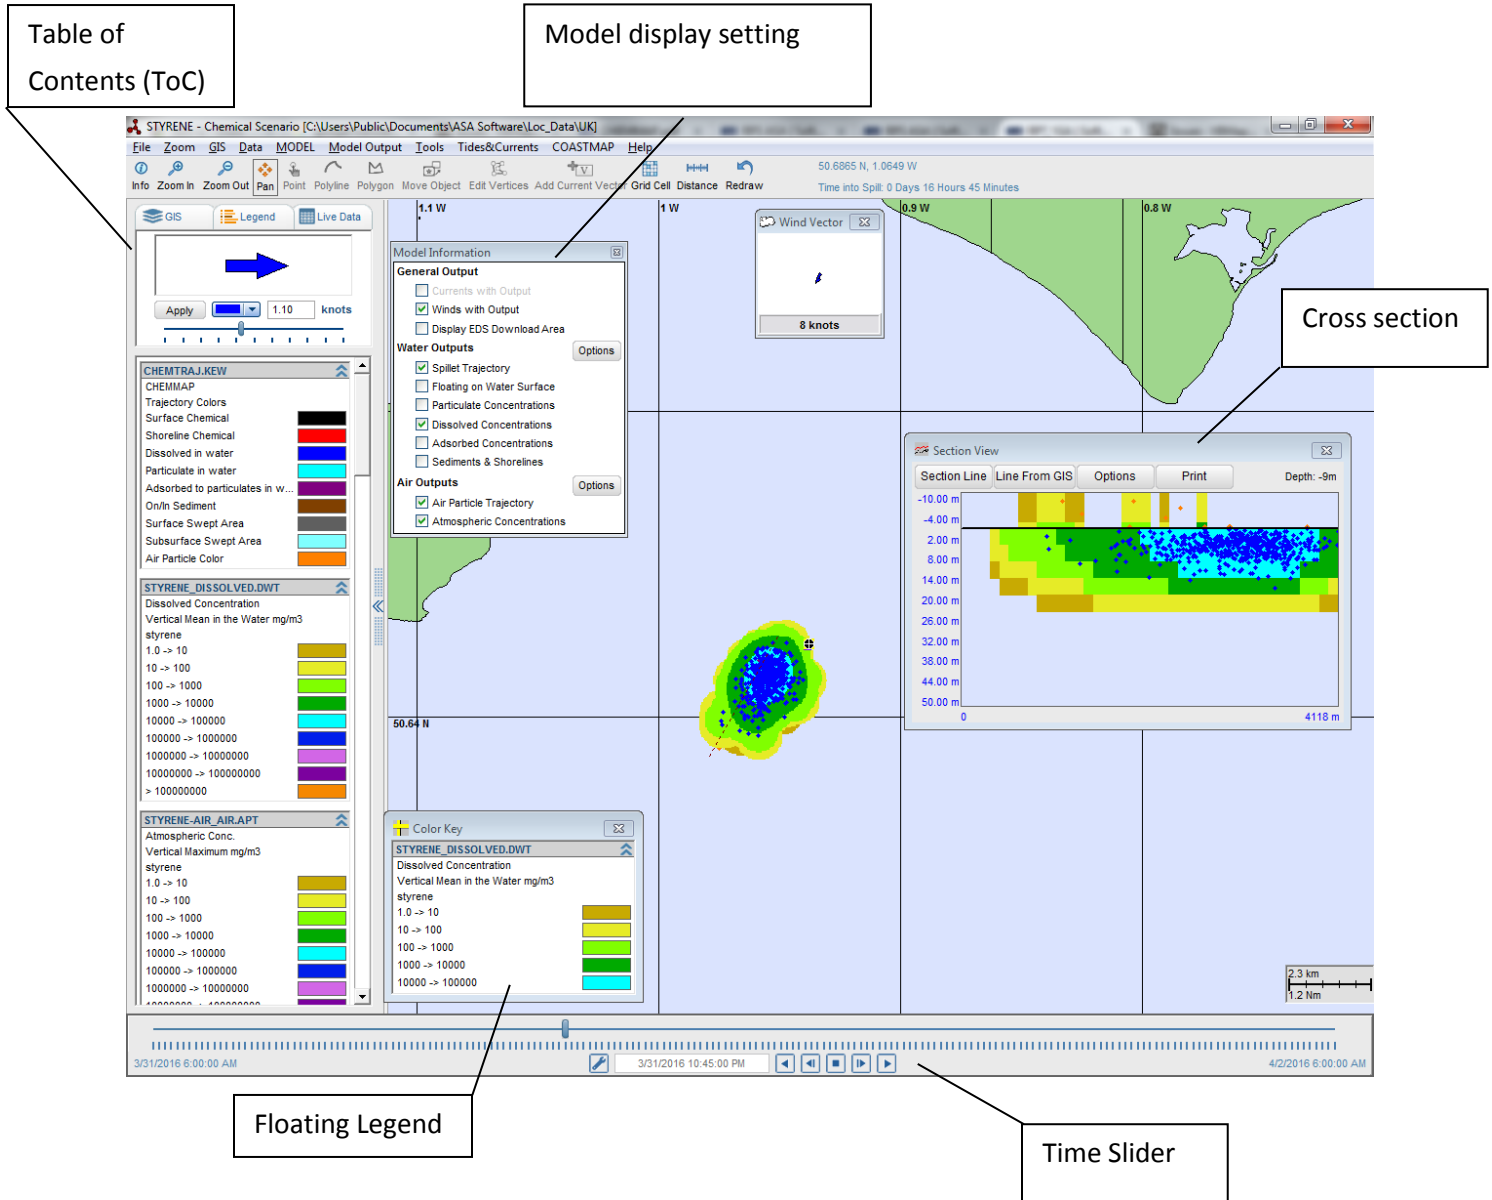 Table of
Contents (ToC)
Model display setting
STYRENE - Chemical Scenario [C:\Users\Public\Documents\ASA Software\Loc_Data\UK]
File Zoom GIS Data MODEL Model Output Tools Tides&Currents COASTMAP Help
Info Zoom In Zoom Out Pan Point Polyline Polygon Move Object Edit Vertices Add Current Vector Grid Cell Distance Redraw
50.6865 N, 1.0649 W
Time into Spill: 0 Days 16 Hours 45 Minutes
GIS Legend Live Data
Apply 1.10 knots
CHEMTRAJ.KEW
CHEMMAP
Trajectory Colors
Surface Chemical
Shoreline Chemical
Dissolved in water
Particulate in water
Adsorbed to particulates in w...
On/In Sediment
Surface Swept Area
Subsurface Swept Area
Air Particle Color
STYRENE_DISSOLVED.DWT
Dissolved Concentration
Vertical Mean in the Water mg/m3
styrene
1.0 -> 10
10 -> 100
100 -> 1000
1000 -> 10000
10000 -> 100000
100000 -> 1000000
1000000 -> 10000000
10000000 -> 100000000
> 100000000
STYRENE-AIR_AIR.APT
Atmospheric Conc.
Vertical Maximum mg/m3
styrene
1.0 -> 10
10 -> 100
100 -> 1000
1000 -> 10000
10000 -> 100000
100000 -> 1000000
1000000 -> 10000000
10000000 -> 100000000
1.1 W
1 W
0.9 W
0.8 W
50.64 N
Model Information
General Output
Currents with Output
Winds with Output
Display EDS Download Area
Water Outputs Options
Spillet Trajectory
Floating on Water Surface
Particulate Concentrations
Dissolved Concentrations
Adsorbed Concentrations
Sediments & Shorelines
Air Outputs Options
Air Particle Trajectory
Atmospheric Concentrations
Wind Vector
8 knots
Cross section
Section View
Section Line Line From GIS Options Print Depth: -9m
-10.00 m
-4.00 m
2.00 m
8.00 m
14.00 m
20.00 m
26.00 m
32.00 m
38.00 m
44.00 m
50.00 m
0 4118 m
Color Key
STYRENE_DISSOLVED.DWT
Dissolved Concentration
Vertical Mean in the Water mg/m3
styrene
1.0 -> 10
10 -> 100
100 -> 1000
1000 -> 10000
10000 -> 100000
2.3 km
1.2 Nm
3/31/2016 6:00:00 AM
3/31/2016 10:45:00 PM
4/2/2016 6:00:00 AM
Floating Legend
Time Slider